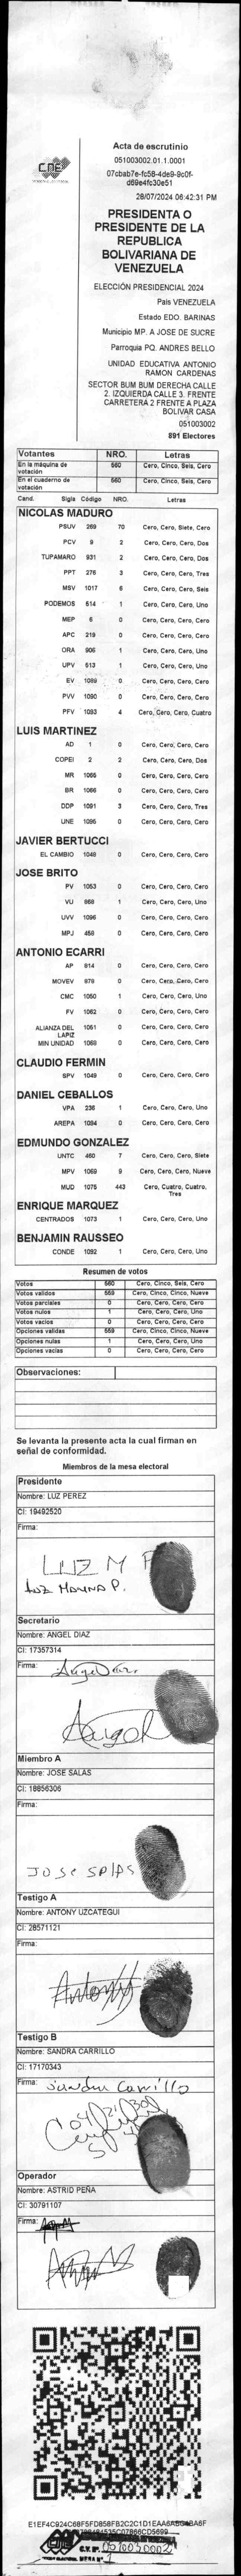 CNE
Acta de escrutinio
051003002.01.1.0001
07cbab7e-fc58-4de9-9c0f-
d69e4fc30e51
28/07/2024 06:42:31 PM
PRESIDENTA O
PRESIDENTE DE LA
REPUBLICA
BOLIVARIANA DE
VENEZUELA
ELECCIÓN PRESIDENCIAL 2024
País VENEZUELA
Estado EDO. BARINAS
Municipio MP. A JOSE DE SUCRE
Parroquia PQ. ANDRES BELLO
UNIDAD EDUCATIVA ANTONIO
RAMON CARDENAS
SECTOR BUM BUM DERECHA CALLE
2. IZQUIERDA CALLE 3. FRENTE
CARRETERA 2 FRENTE A PLAZA
BOLIVAR CASA
051003002
891 Electores
Votantes NRO. Letras
En la máquina de votación 560 Cero, Cinco, Seis, Cero
En el cuaderno de votación 560 Cero, Cinco, Seis, Cero
Cand. Sigls Código NRO. Letras
NICOLAS MADURO
PSUV 269 70 Cero, Cero, Siete, Cero
PCV 9 2 Cero, Cero, Cero, Dos
TUPAMARO 931 2 Cero, Cero, Cero, Dos
PPT 276 3 Cero, Cero, Cero, Tres
MSV 1017 6 Cero, Cero, Cero, Seis
PODEMOS 514 1 Cero, Cero, Cero, Uno
MEP 6 0 Cero, Cero, Cero, Cero
APC 219 0 Cero, Cero, Cero, Cero
ORA 906 1 Cero, Cero, Cero, Uno
UPV 513 1 Cero, Cero, Cero, Uno
EV 1089 0 Cero, Cero, Cero, Cero
PVV 1090 0 Cero, Cero, Cero, Cero
PFV 1093 4 Cero, Cero, Cero, Cuatro
LUIS MARTINEZ
AD 1 0 Cero, Cero, Cero, Cero
COPEI 2 2 Cero, Cero, Cero, Dos
MR 1065 0 Cero, Cero, Cero, Cero
BR 1066 0 Cero, Cero, Cero, Cero
DDP 1091 3 Cero, Cero, Cero, Tres
UNE 1095 0 Cero, Cero, Cero, Cero
JAVIER BERTUCCI
EL CAMBIO 1048 0 Cero, Cero, Cero, Cero
JOSE BRITO
PV 1053 0 Cero, Cero, Cero, Cero
VU 868 1 Cero, Cero, Cero, Uno
UVV 1096 0 Cero, Cero, Cero, Cero
MPJ 458 0 Cero, Cero, Cero, Cero
ANTONIO ECARRI
AP 814 0 Cero, Cero, Cero, Cero
MOVEV 878 0 Cero, Cero, Cero, Cero
CMC 1050 1 Cero, Cero, Cero, Uno
FV 1052 0 Cero, Cero, Cero, Cero
ALIANZA DEL LAPIZ 1051 0 Cero, Cero, Cero, Cero
MIN UNIDAD 1068 0 Cero, Cero, Cero, Cero
CLAUDIO FERMIN
SPV 1049 0 Cero, Cero, Cero, Cero
DANIEL CEBALLOS
VPA 236 1 Cero, Cero, Cero, Uno
AREPA 1094 0 Cero, Cero, Cero, Cero
EDMUNDO GONZALEZ
UNTC 460 7 Cero, Cero, Cero, Siete
MPV 1069 9 Cero, Cero, Cero, Nueve
MUD 1075 443 Cero, Cuatro, Cuatro, Tres
ENRIQUE MARQUEZ
CENTRADOS 1073 1 Cero, Cero, Cero, Uno
BENJAMIN RAUSSEO
CONDE 1092 1 Cero, Cero, Cero, Uno
Resumen de votos
Votos 560 Cero, Cinco, Seis, Cero
Votos validos 559 Cero, Cinco, Cinco, Nueve
Votos parciales 0 Cero, Cero, Cero, Cero
Votos nulos 1 Cero, Cero, Cero, Uno
Votos vacios 0 Cero, Cero, Cero, Cero
Opciones validas 559 Cero, Cinco, Cinco, Nueve
Opciones nulas 1 Cero, Cero, Cero, Uno
Opciones vacias 0 Cero, Cero, Cero, Cero
Observaciones:
Se levanta la presente acta la cual firman en
señal de conformidad.
Miembros de la mesa electoral
Presidente
Nombre: LUZ PEREZ
CI: 19492520
Firma:
LUZ M P
Luz Marina P.
Secretario
Nombre: ANGEL DIAZ
CI: 17357314
Firma: Angel Diaz
Angel
Miembro A
Nombre: JOSE SALAS
CI: 18856306
Firma:
JOSE SALAS
Testigo A
Nombre: ANTONY UZCATEGUI
CI: 28571121
Firma:
Antony
Testigo B
Nombre: SANDRA CARRILLO
CI: 17170343
Firma: Sandra Carrillo
Operador
Nombre: ASTRID PEÑA
CI: 30791107
Firma: